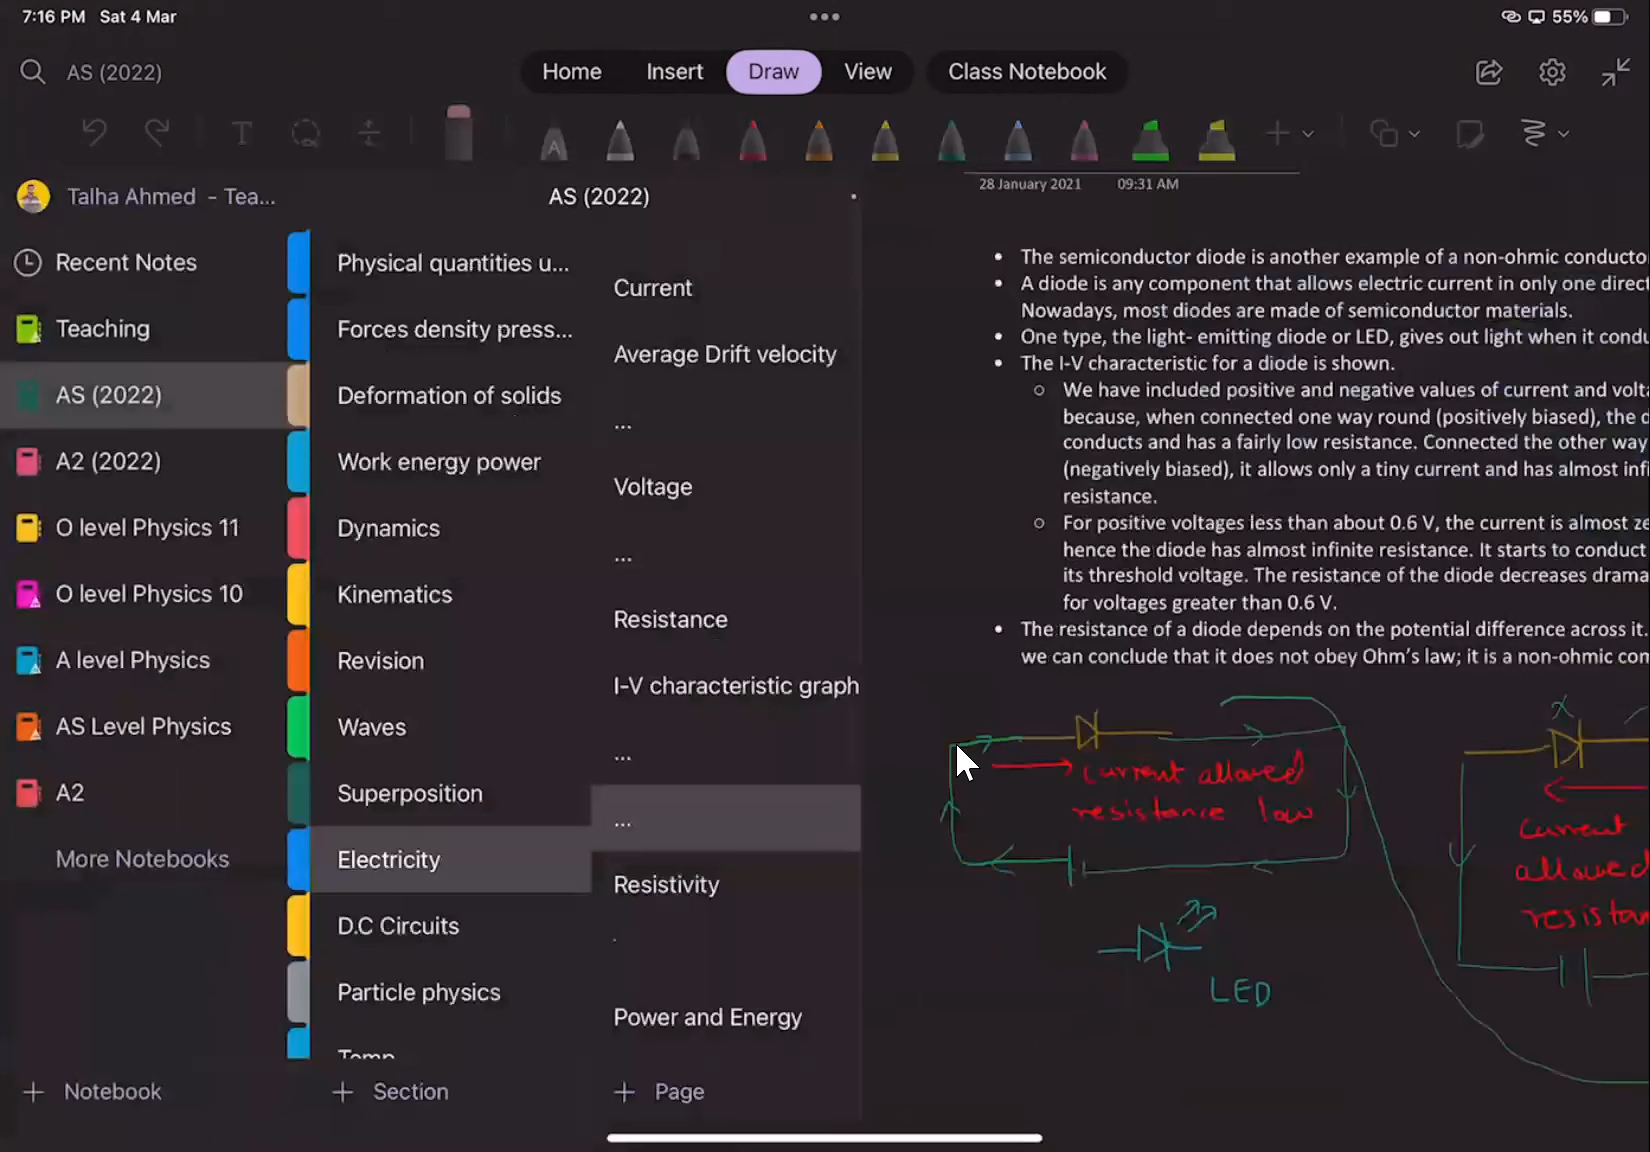 7:16 PM Sat 4 Mar
55%
AS (2022)
Home Insert Draw View Class Notebook
28 January 2021 09:31 AM
Talha Ahmed - Tea...
Recent Notes
Teaching
AS (2022)
A2 (2022)
O level Physics 11
O level Physics 10
A level Physics
AS Level Physics
A2
More Notebooks
+ Notebook
AS (2022)
Physical quantities u...
Forces density press...
Deformation of solids
Work energy power
Dynamics
Kinematics
Revision
Waves
Superposition
Electricity
D.C Circuits
Particle physics
Temp
+ Section
Current
Average Drift velocity
...
Voltage
...
Resistance
I-V characteristic graph
...
...
Resistivity
.
Power and Energy
+ Page
• The semiconductor diode is another example of a non-ohmic conducto
• A diode is any component that allows electric current in only one direct
Nowadays, most diodes are made of semiconductor materials.
• One type, the light- emitting diode or LED, gives out light when it condu
• The I-V characteristic for a diode is shown.
○ We have included positive and negative values of current and volta
because, when connected one way round (positively biased), the d
conducts and has a fairly low resistance. Connected the other way
(negatively biased), it allows only a tiny current and has almost infi
resistance.
○ For positive voltages less than about 0.6 V, the current is almost ze
hence the diode has almost infinite resistance. It starts to conduct
its threshold voltage. The resistance of the diode decreases drama
for voltages greater than 0.6 V.
• The resistance of a diode depends on the potential difference across it.
we can conclude that it does not obey Ohm's law; it is a non-ohmic com
current allowed
resistance low
LED
current
allowed
resistan